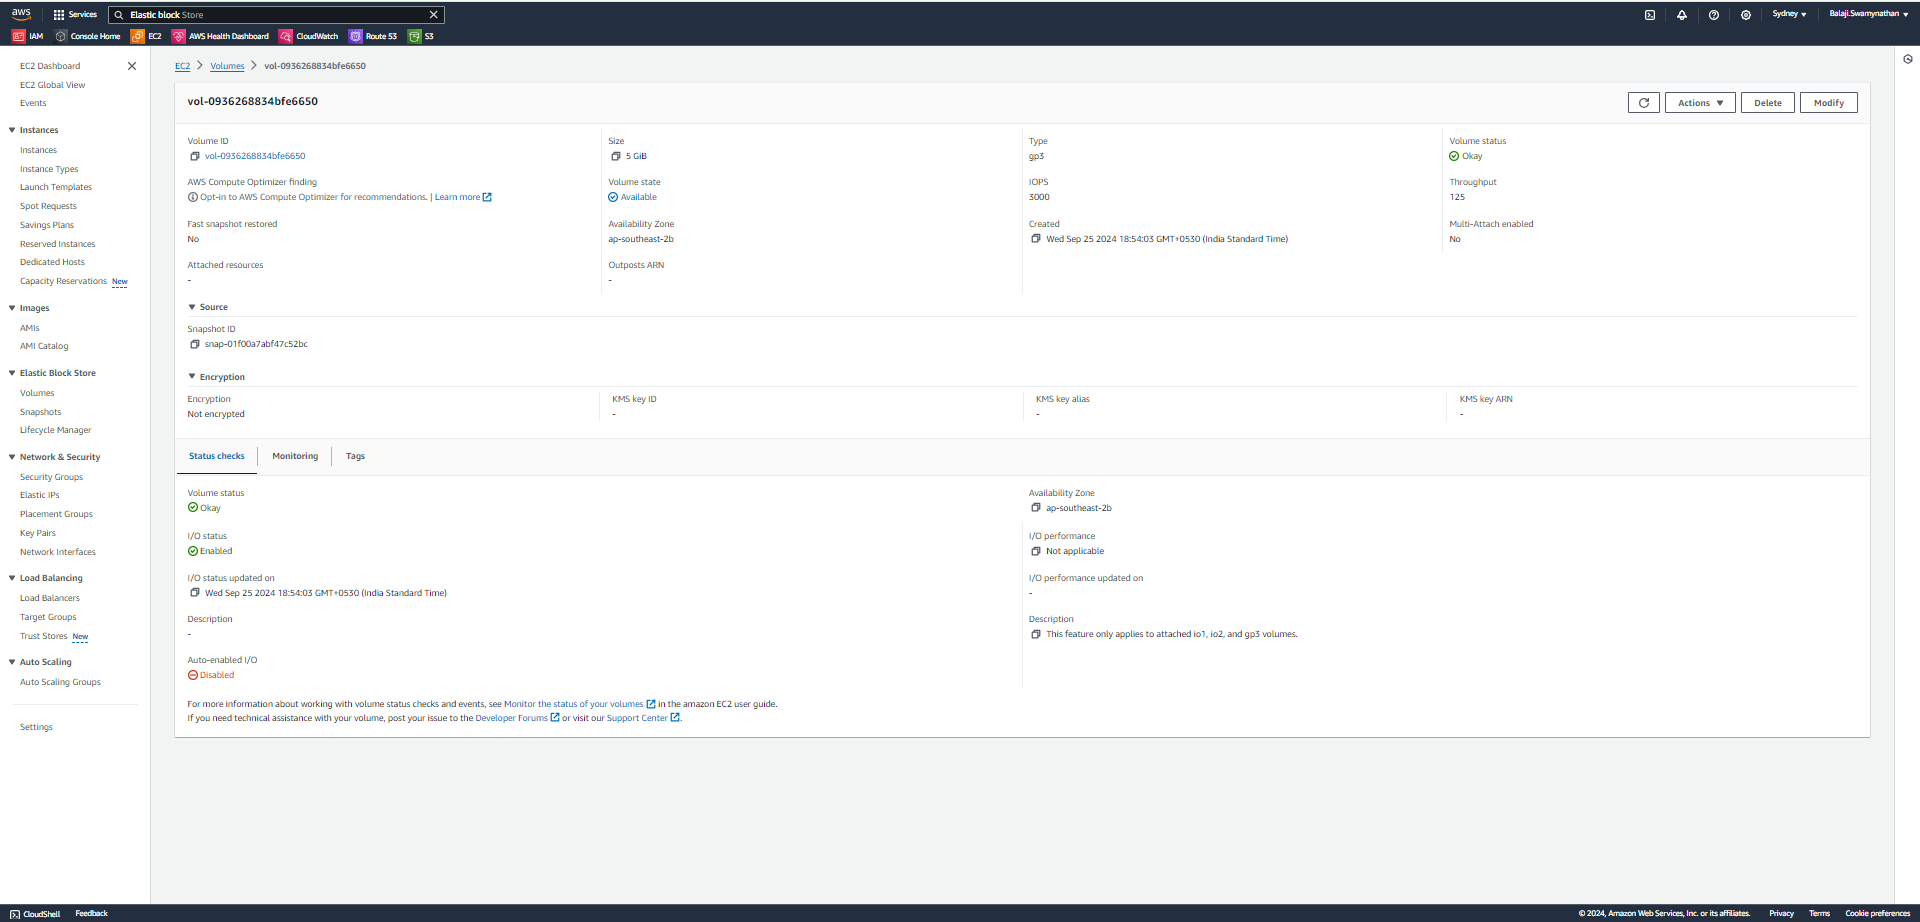 aws Services Elastic block Store Sydney Balaji.Swamynathan
IAM Console Home EC2 AWS Health Dashboard CloudWatch Route 53 S3
EC2 Dashboard
EC2 Global View
Events
Instances
Instances
Instance Types
Launch Templates
Spot Requests
Savings Plans
Reserved Instances
Dedicated Hosts
Capacity Reservations New
Images
AMIs
AMI Catalog
Elastic Block Store
Volumes
Snapshots
Lifecycle Manager
Network & Security
Security Groups
Elastic IPs
Placement Groups
Key Pairs
Network Interfaces
Load Balancing
Load Balancers
Target Groups
Trust Stores New
Auto Scaling
Auto Scaling Groups
Settings
EC2 > Volumes > vol-0936268834bfe6650
vol-0936268834bfe6650
Actions Delete Modify
Volume ID
vol-0936268834bfe6650
Size
5 GiB
Type
gp3
Volume status
Okay
AWS Compute Optimizer finding
Opt-in to AWS Compute Optimizer for recommendations. | Learn more
Volume state
Available
IOPS
3000
Throughput
125
Fast snapshot restored
No
Availability Zone
ap-southeast-2b
Created
Wed Sep 25 2024 18:54:03 GMT+0530 (India Standard Time)
Multi-Attach enabled
No
Attached resources
-
Outposts ARN
-
Source
Snapshot ID
snap-01f00a7abf47c52bc
Encryption
Encryption
Not encrypted
KMS key ID
-
KMS key alias
-
KMS key ARN
-
Status checks Monitoring Tags
Volume status
Okay
Availability Zone
ap-southeast-2b
I/O status
Enabled
I/O performance
Not applicable
I/O status updated on
Wed Sep 25 2024 18:54:03 GMT+0530 (India Standard Time)
I/O performance updated on
-
Description
-
Description
This feature only applies to attached io1, io2, and gp3 volumes.
Auto-enabled I/O
Disabled
For more information about working with volume status checks and events, see Monitor the status of your volumes in the amazon EC2 user guide.
If you need technical assistance with your volume, post your issue to the Developer Forums or visit our Support Center.
CloudShell Feedback © 2024, Amazon Web Services, Inc. or its affiliates. Privacy Terms Cookie preferences